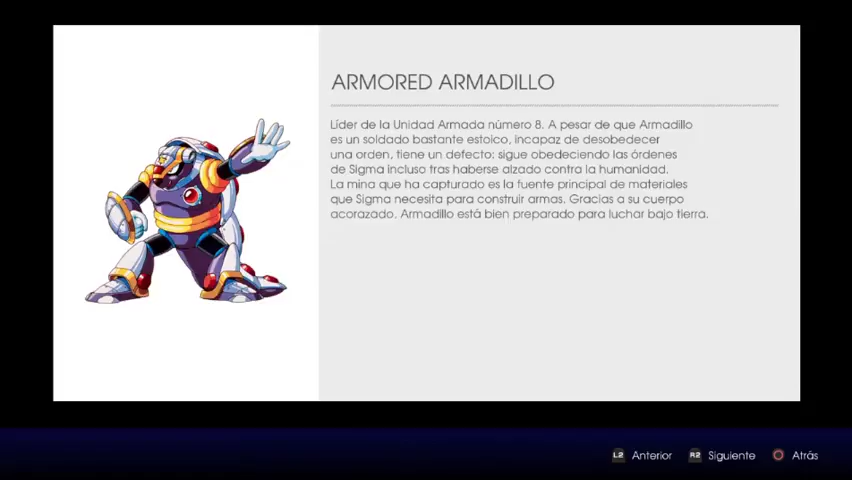 ARMORED ARMADILLO
Líder de la Unidad Armada número 8. A pesar de que Armadillo
es un soldado bastante estoico, incapaz de desobedecer
una orden, tiene un defecto: sigue obedeciendo las órdenes
de Sigma incluso tras haberse alzado contra la humanidad.
La mina que ha capturado es la fuente principal de materiales
que Sigma necesita para construir armas. Gracias a su cuerpo
acorazado, Armadillo está bien preparado para luchar bajo tierra.
L2 Anterior R2 Siguiente Atrás